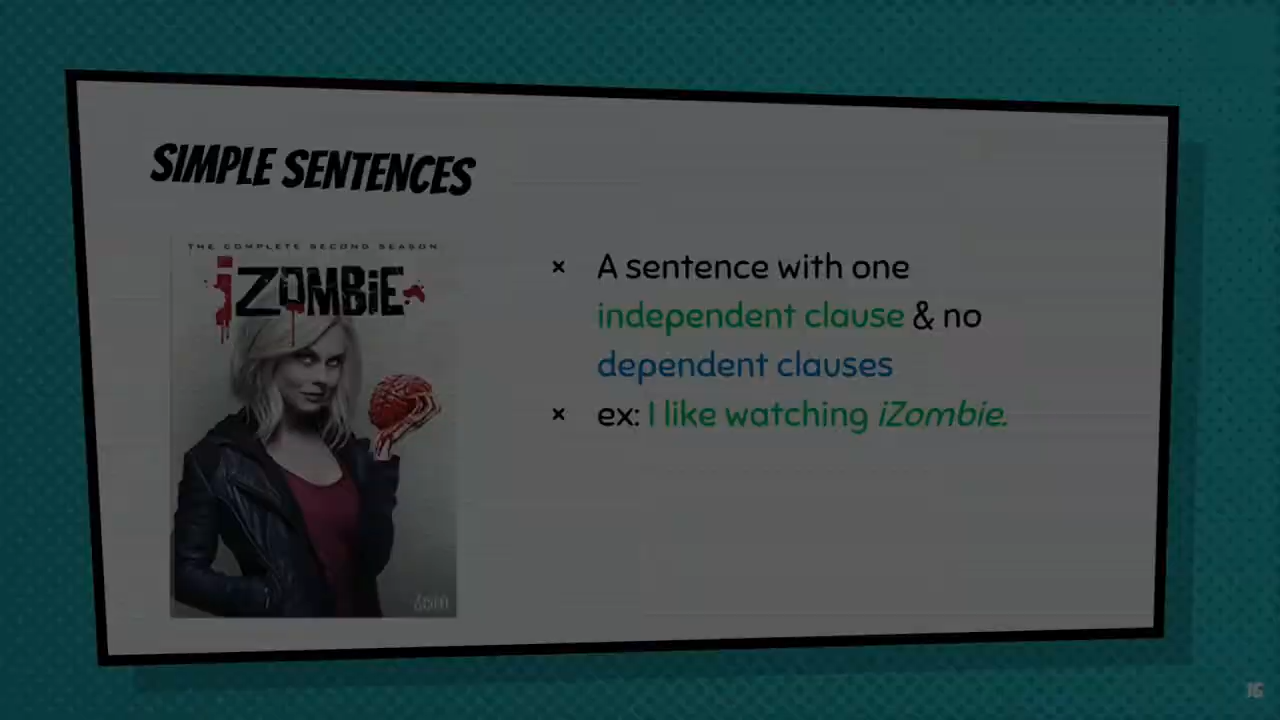 SIMPLE SENTENCES
THE COMPLETE SECOND SEASON
iZOMBiE
× A sentence with one
independent clause & no
dependent clauses
× ex: I like watching iZombie.
16